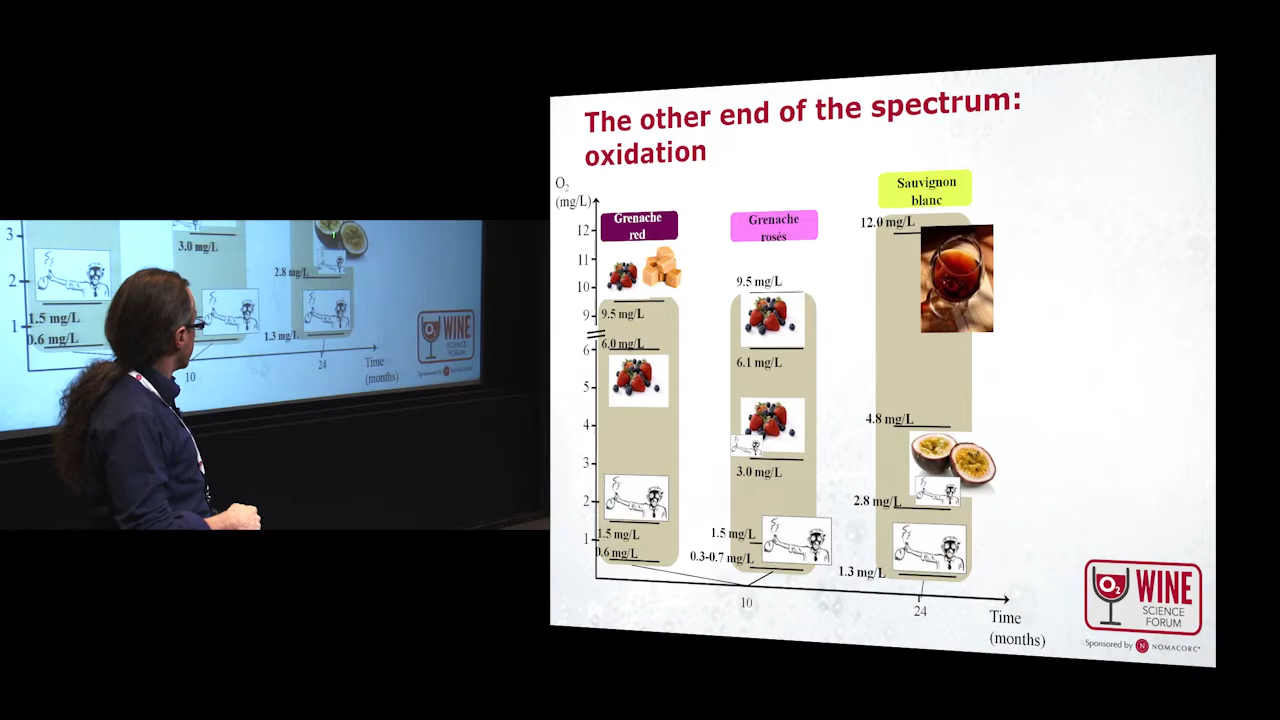 The other end of the spectrum:
oxidation
O₂
(mg/L)
12
11
10
9
6
5
4
3
2
1
Grenache
red
9.5 mg/L
6.0 mg/L
1.5 mg/L
0.6 mg/L
Grenache
rosés
9.5 mg/L
6.1 mg/L
3.0 mg/L
1.5 mg/L
0.3-0.7 mg/L
Sauvignon
blanc
12.0 mg/L
4.8 mg/L
2.8 mg/L
1.3 mg/L
10
24
Time
(months)
O₂ WINE
SCIENCE
FORUM
Sponsored by N NOMACORC
3
2
1
3.0 mg/L
2.8 mg/L
1.5 mg/L
0.6 mg/L
1.3 mg/L
10
24
Time
(months)
O₂ WINE
SCIENCE
FORUM